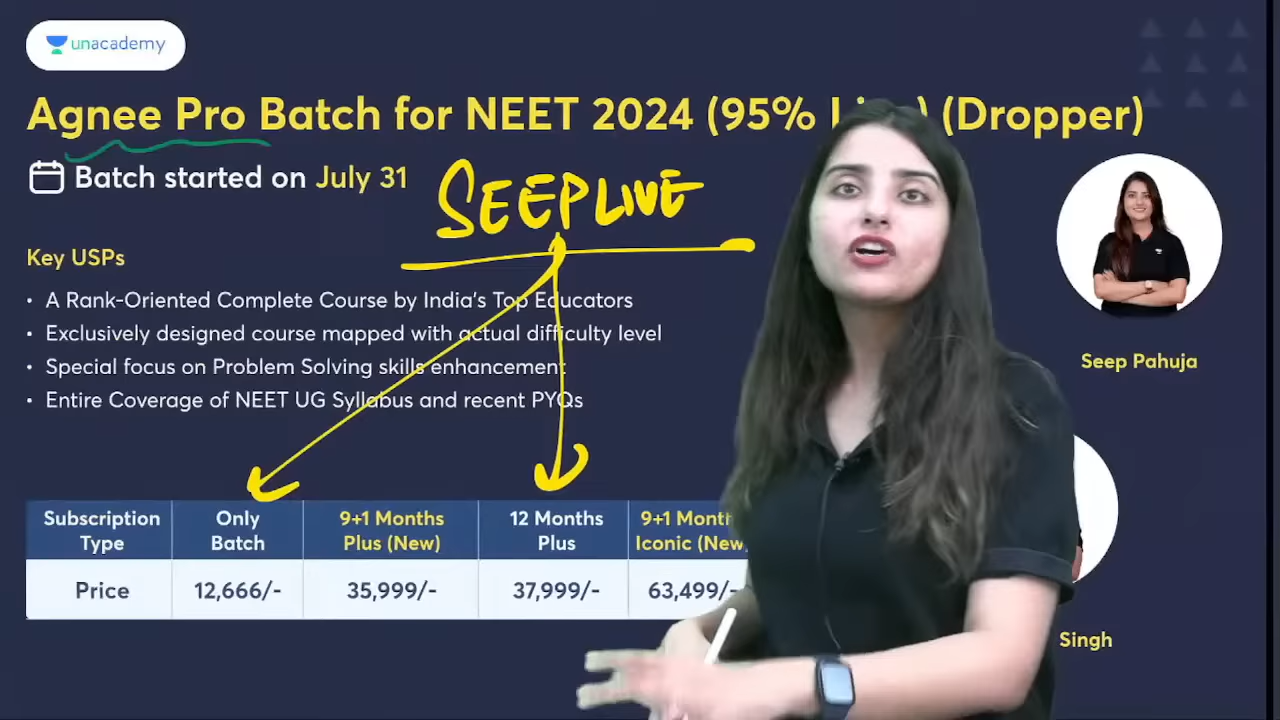 unacademy
Agnee Pro Batch for NEET 2024 (95% (Dropper)
Batch started on July 31
SEEPLIVE
Key USPs
• A Rank-Oriented Complete Course by India's Top Educators
• Exclusively designed course mapped with actual difficulty level
• Special focus on Problem Solving skills enhancement
• Entire Coverage of NEET UG Syllabus and recent PYQs
Seep Pahuja
Subscription Type Only Batch 9+1 Months Plus (New) 12 Months Plus 9+1 Iconic (New)
Price 12,666/- 35,999/- 37,999/- 63,499/-
Singh